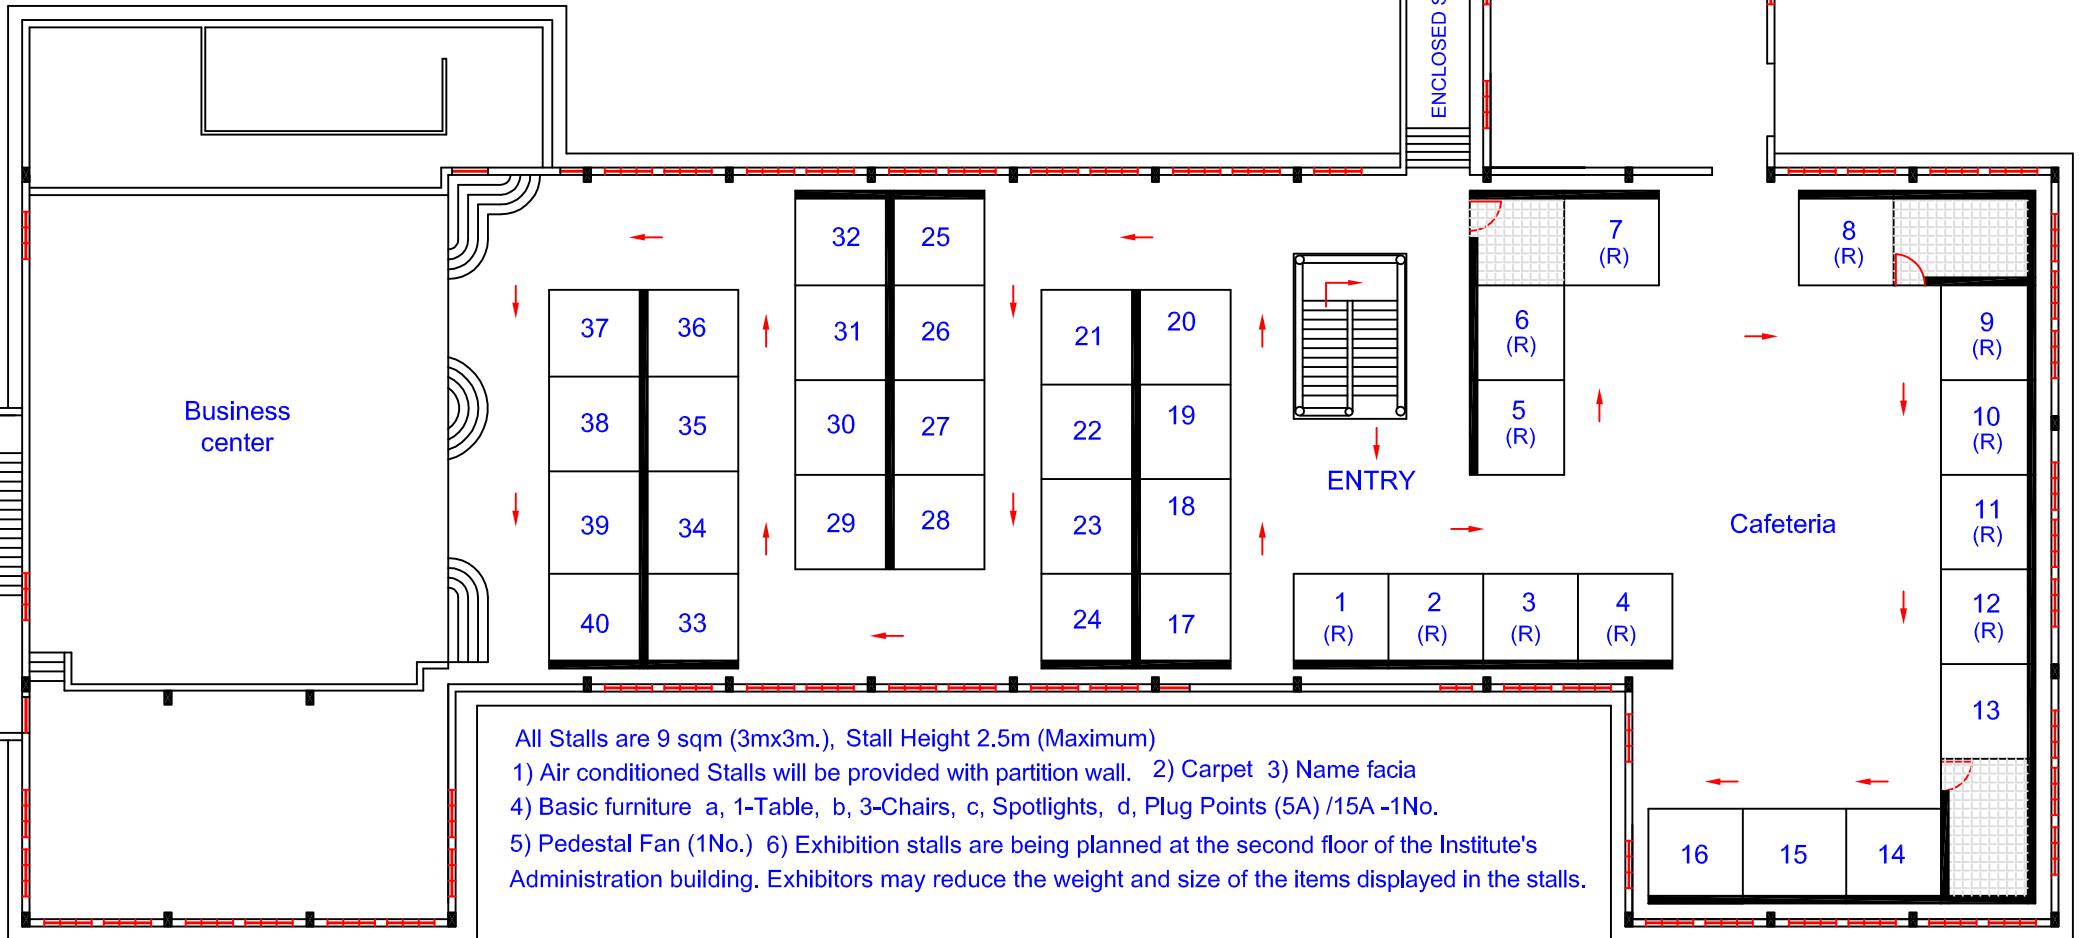 ENCLOSED S
32
25
7
(R)
8
(R)
37
36
31
26
21
20
6
(R)
9
(R)
Business
center
38
35
30
27
22
19
5
(R)
10
(R)
ENTRY
39
34
29
28
23
18
Cafeteria
11
(R)
40
33
24
17
1
(R)
2
(R)
3
(R)
4
(R)
12
(R)
13
16
15
14
All Stalls are 9 sqm (3mx3m.), Stall Height 2.5m (Maximum)
1) Air conditioned Stalls will be provided with partition wall. 2) Carpet 3) Name facia
4) Basic furniture a, 1-Table, b, 3-Chairs, c, Spotlights, d, Plug Points (5A) /15A -1No.
5) Pedestal Fan (1No.) 6) Exhibition stalls are being planned at the second floor of the Institute's
Administration building. Exhibitors may reduce the weight and size of the items displayed in the stalls.